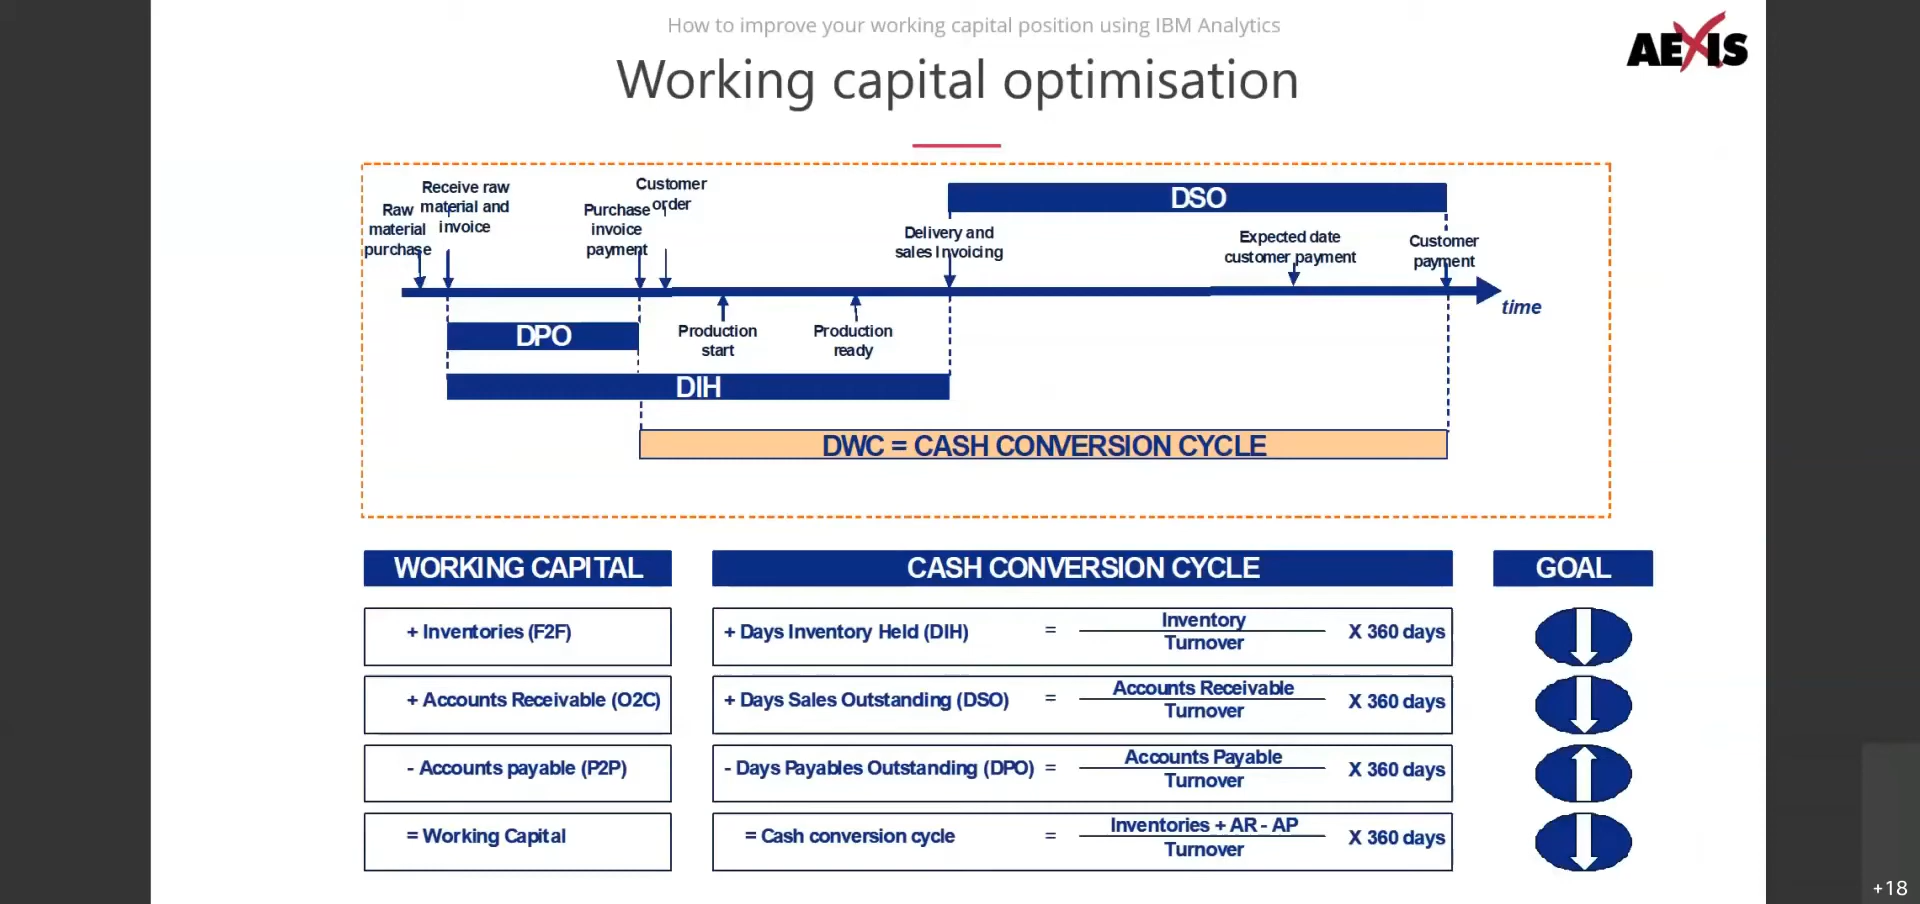 How to improve your working capital position using IBM Analytics
AEXIS
Working capital optimisation
Raw
material
purchase
Receive raw
material and
invoice
Purchase
invoice
payment
Customer
order
DSO
Delivery and
sales Invoicing
Expected date
customer payment
Customer
payment
time
DPO
Production
start
Production
ready
DIH
DWC = CASH CONVERSION CYCLE
WORKING CAPITAL
CASH CONVERSION CYCLE
GOAL
+ Inventories (F2F)
+ Days Inventory Held (DIH)
=
Inventory
Turnover
X 360 days
+ Accounts Receivable (O2C)
+ Days Sales Outstanding (DSO)
=
Accounts Receivable
Turnover
X 360 days
- Accounts payable (P2P)
- Days Payables Outstanding (DPO)
=
Accounts Payable
Turnover
X 360 days
= Working Capital
= Cash conversion cycle
=
Inventories + AR - AP
Turnover
X 360 days
+18